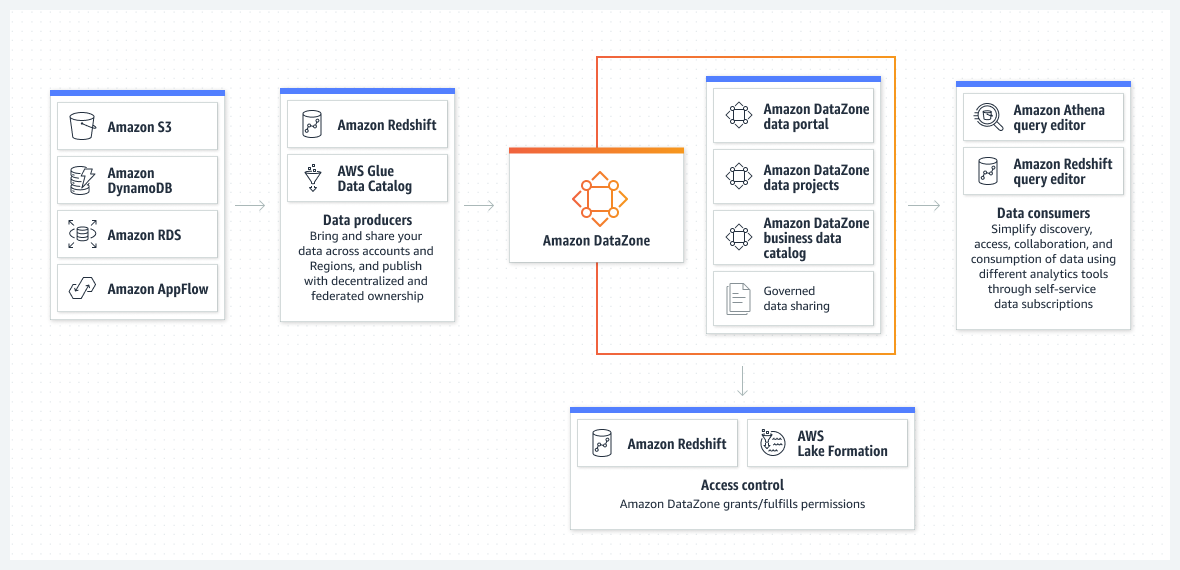 Amazon S3
Amazon
DynamoDB
Amazon RDS
Amazon AppFlow
Amazon Redshift
AWS Glue
Data Catalog
Data producers
Bring and share your
data across accounts and
Regions, and publish
with decentralized and
federated ownership
Amazon DataZone
Amazon DataZone
data portal
Amazon DataZone
data projects
Amazon DataZone
business data
catalog
Governed
data sharing
Amazon Athena
query editor
Amazon Redshift
query editor
Data consumers
Simplify discovery,
access, collaboration, and
consumption of data using
different analytics tools
through self-service
data subscriptions
Amazon Redshift
AWS
Lake Formation
Access control
Amazon DataZone grants/fulfills permissions